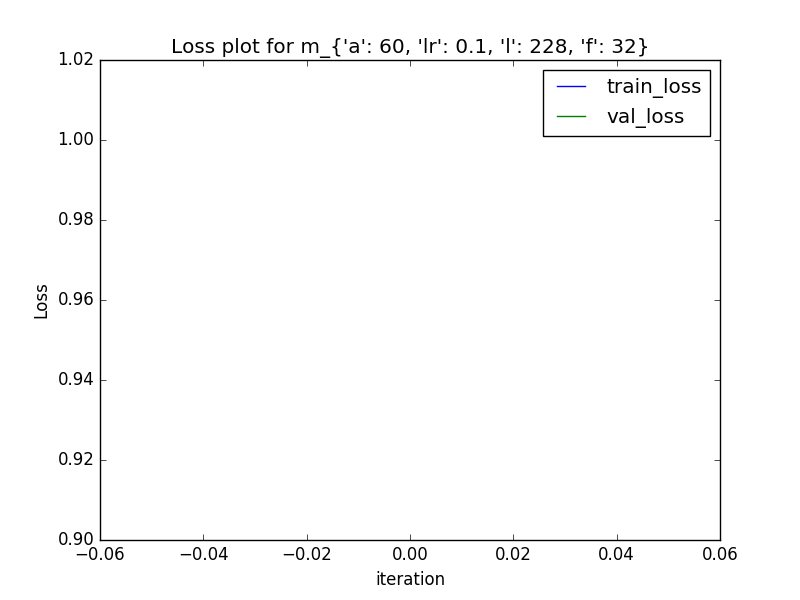 Loss plot for m_{'a': 60, 'lr': 0.1, 'l': 228, 'f': 32}
train_loss
val_loss
1.02
1.00
0.98
0.96
0.94
0.92
0.90
Loss
−0.06 −0.04 −0.02 0.00 0.02 0.04 0.06
iteration